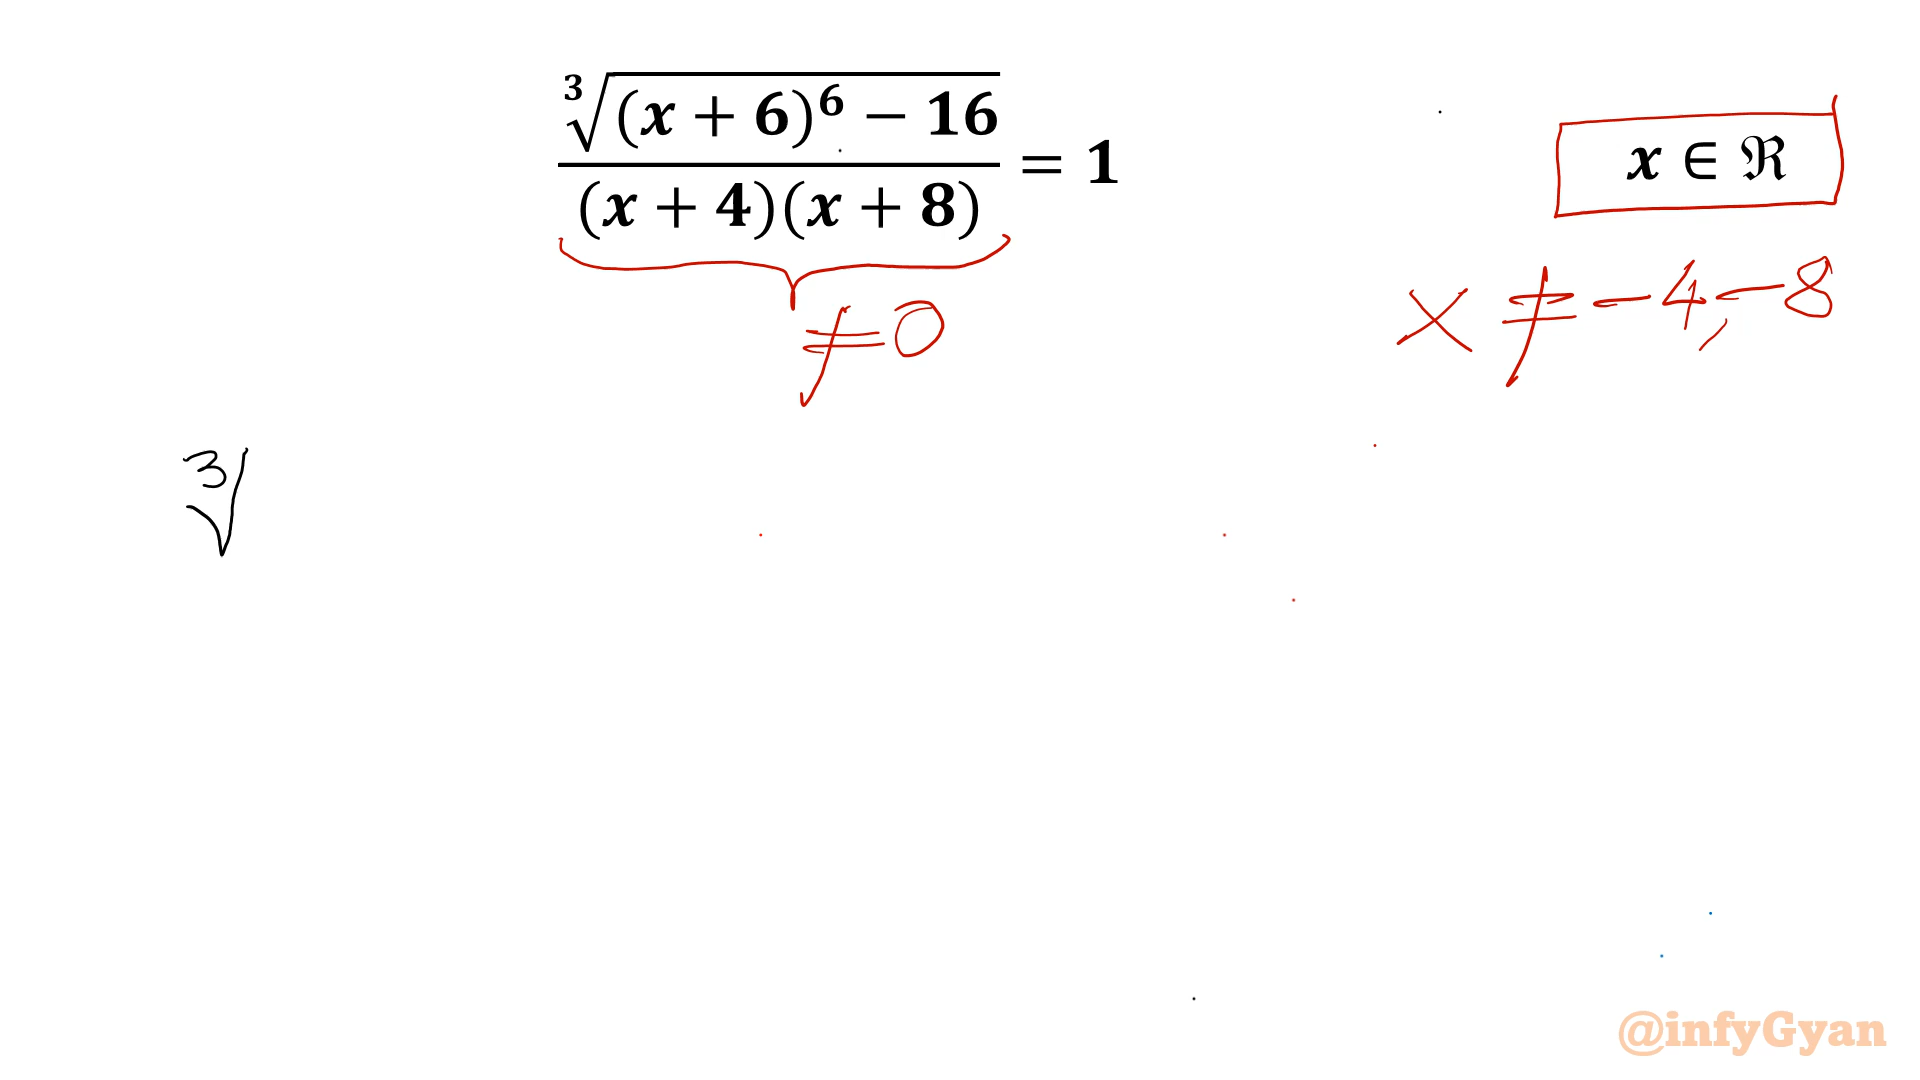 ∛((x + 6)⁶ − 16) / ((x + 4)(x + 8)) = 1
x ∈ ℜ
≠ 0
x ≠ −4, −8
∛
@infyGyan